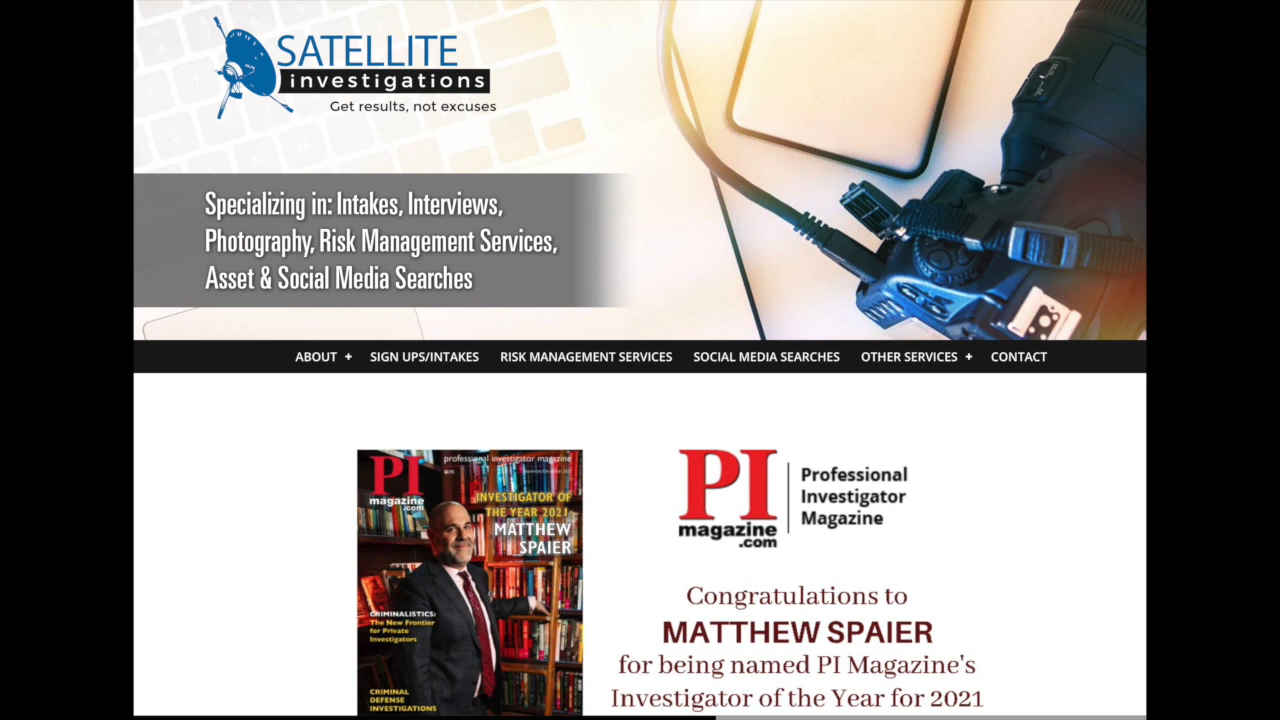 SATELLITE
investigations
Get results, not excuses
Specializing in: Intakes, Interviews,
Photography, Risk Management Services,
Asset & Social Media Searches
ABOUT + SIGN UPS/INTAKES RISK MANAGEMENT SERVICES SOCIAL MEDIA SEARCHES OTHER SERVICES + CONTACT
professional investigator magazine
PI
magazine
.com
INVESTIGATOR OF
THE YEAR 2021
MATTHEW
SPAIER
CRIMINALISTICS:
The New Frontier
for Private
Investigators
CRIMINAL
DEFENSE
INVESTIGATIONS
PI
magazine
.com
Professional
Investigator
Magazine
Congratulations to
MATTHEW SPAIER
for being named PI Magazine's
Investigator of the Year for 2021